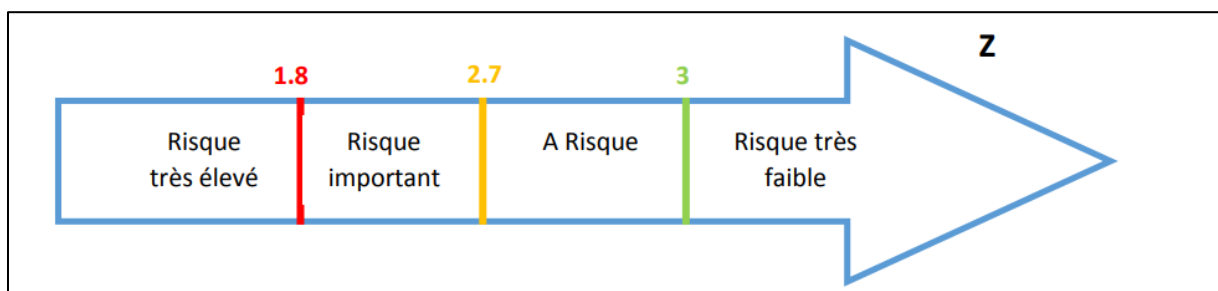 Z
1.8
2.7
3
Risque
très élevé
Risque
important
A Risque
Risque très
faible